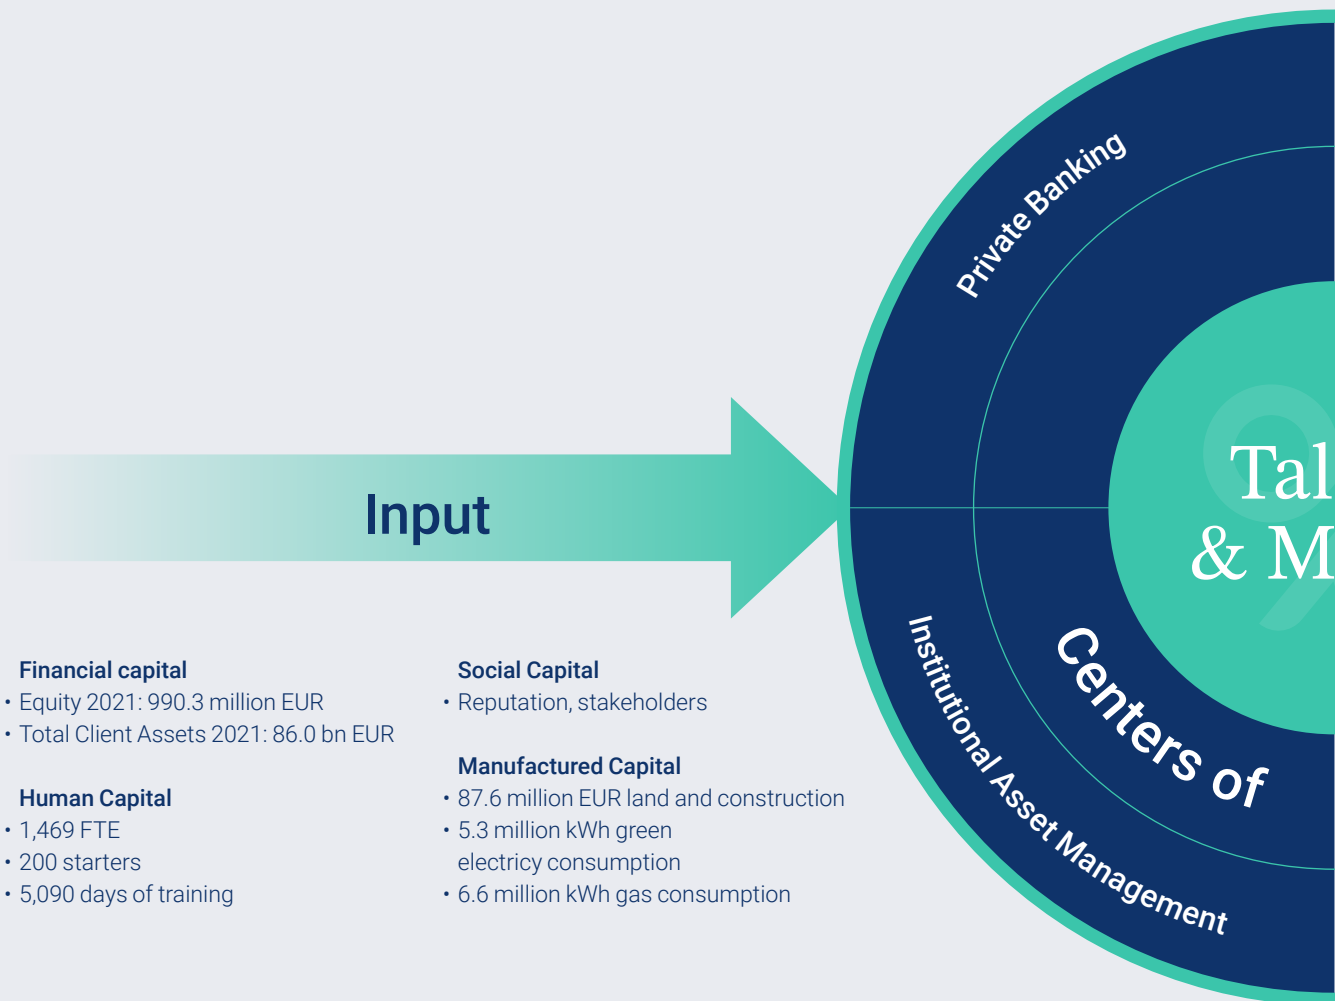 Private Banking
Input
Tal
& M
Centers of
Institutional Asset Management
Financial capital
• Equity 2021: 990.3 million EUR
• Total Client Assets 2021: 86.0 bn EUR
Human Capital
• 1,469 FTE
• 200 starters
• 5,090 days of training
Social Capital
• Reputation, stakeholders
Manufactured Capital
• 87.6 million EUR land and construction
• 5.3 million kWh green
electricy consumption
• 6.6 million kWh gas consumption